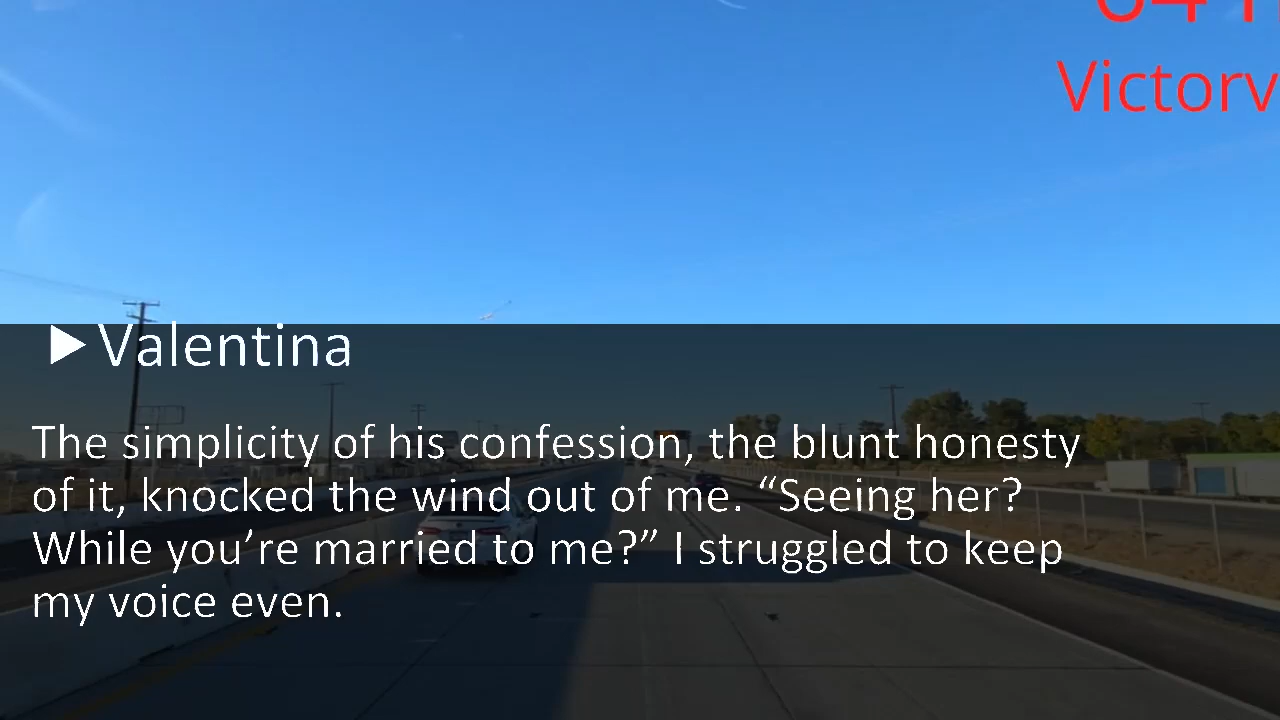 Victorv
▶Valentina
The simplicity of his confession, the blunt honesty
of it, knocked the wind out of me. “Seeing her?
While you’re married to me?” I struggled to keep
my voice even.